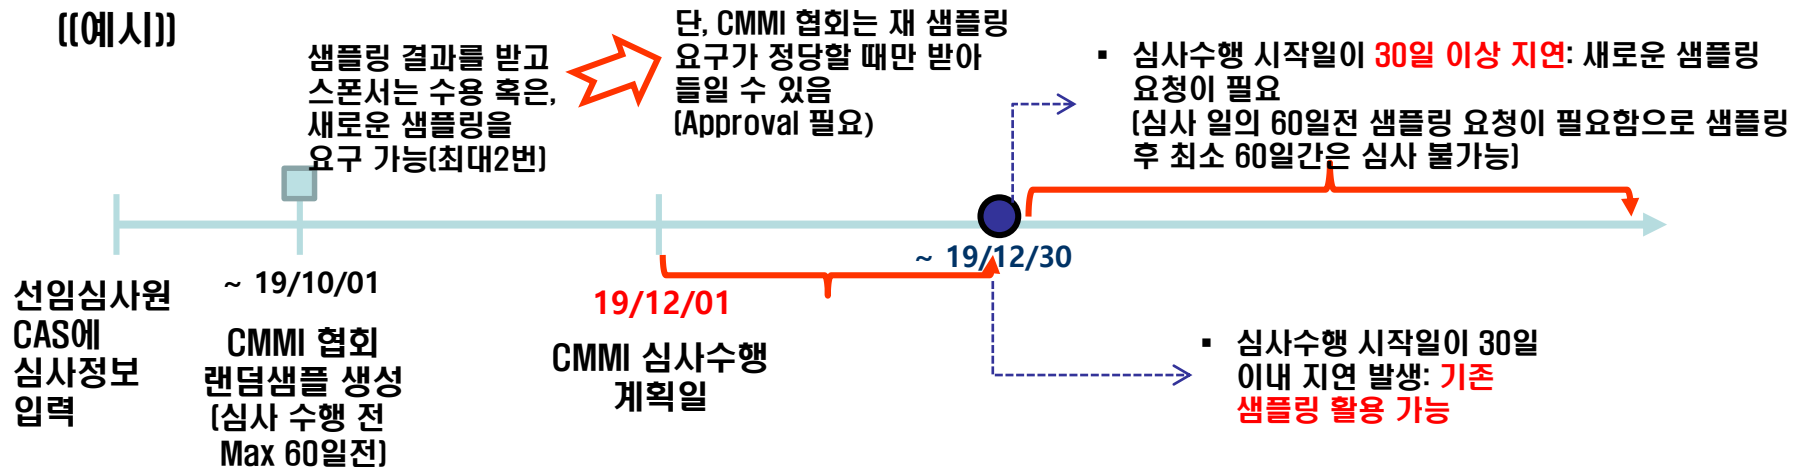 ((예시))
샘플링 결과를 받고
스폰서는 수용 혹은,
새로운 샘플링을
요구 가능(최대2번)
단, CMMI 협회는 재 샘플링
요구가 정당할 때만 받아
들일 수 있음
(Approval 필요)
▪ 심사수행 시작일이 30일 이상 지연: 새로운 샘플링
요청이 필요
(심사 일의 60일전 샘플링 요청이 필요함으로 샘플링
후 최소 60일간은 심사 불가능)
선임심사원
CAS에
심사정보
입력
~ 19/10/01
CMMI 협회
랜덤샘플 생성
(심사 수행 전
Max 60일전)
19/12/01
CMMI 심사수행
계획일
~ 19/12/30
▪ 심사수행 시작일이 30일
이내 지연 발생: 기존
샘플링 활용 가능